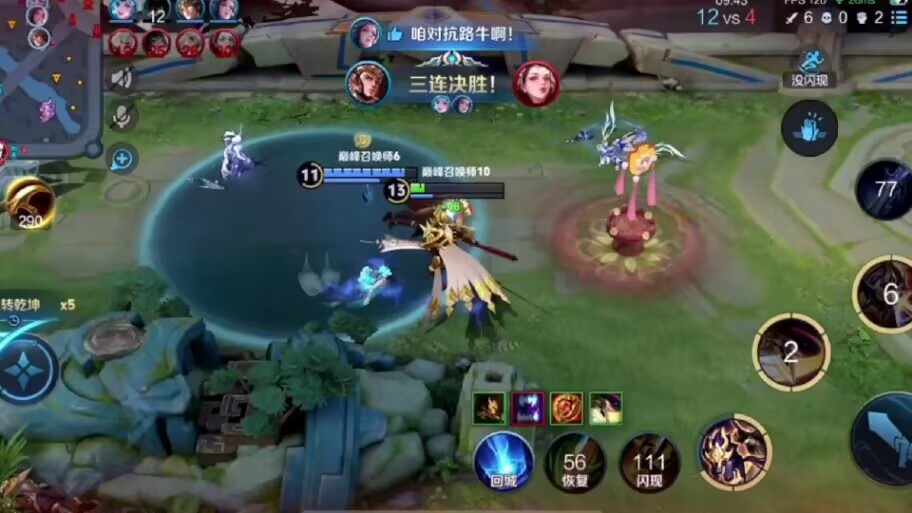 12
12 vs 4
6 0 2
咱对抗路牛啊!
三连决胜!
没闪现
巅峰召唤师6
11
巅峰召唤师10
13
77
290
转乾坤 x5
6
2
回城
56
恢复
111
闪现